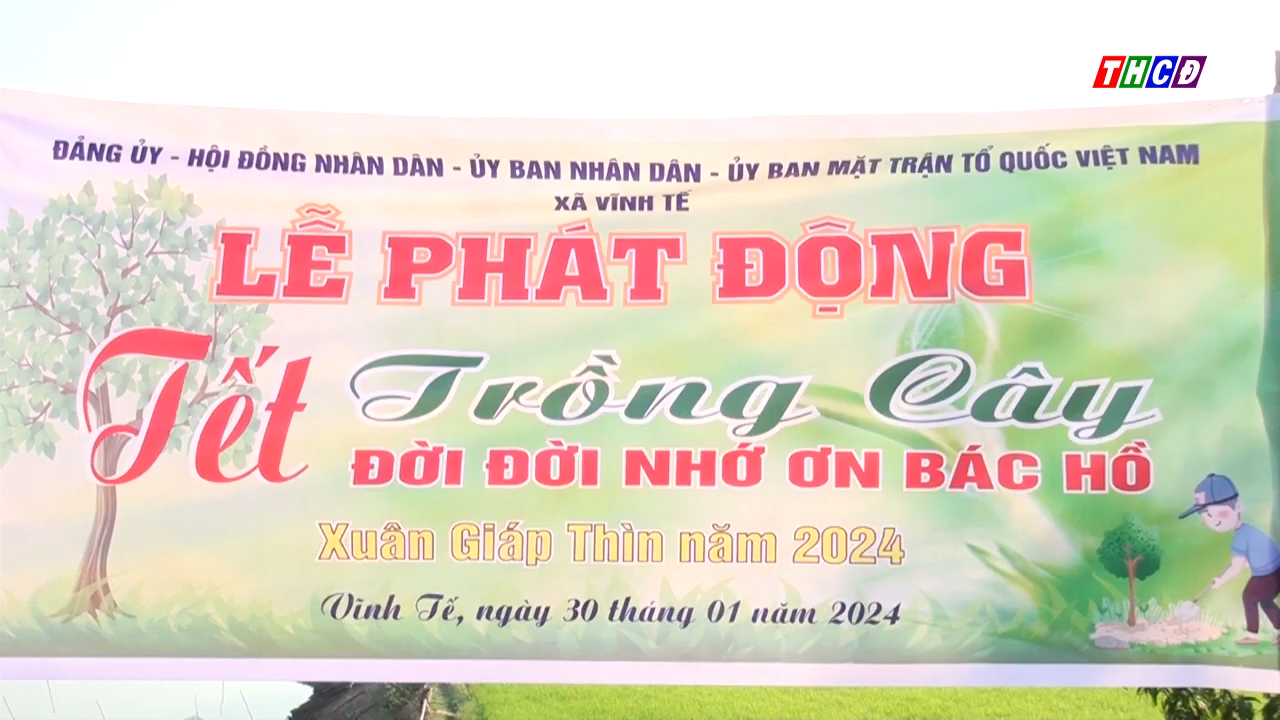 THCĐ
ĐẢNG ỦY - HỘI ĐỒNG NHÂN DÂN - ỦY BAN NHÂN DÂN - ỦY BAN MẶT TRẬN TỔ QUỐC VIỆT NAM
XÃ VĨNH TẾ
LỄ PHÁT ĐỘNG
Tết Trồng Cây
ĐỜI ĐỜI NHỚ ƠN BÁC HỒ
Xuân Giáp Thìn năm 2024
Vĩnh Tế, ngày 30 tháng 01 năm 2024